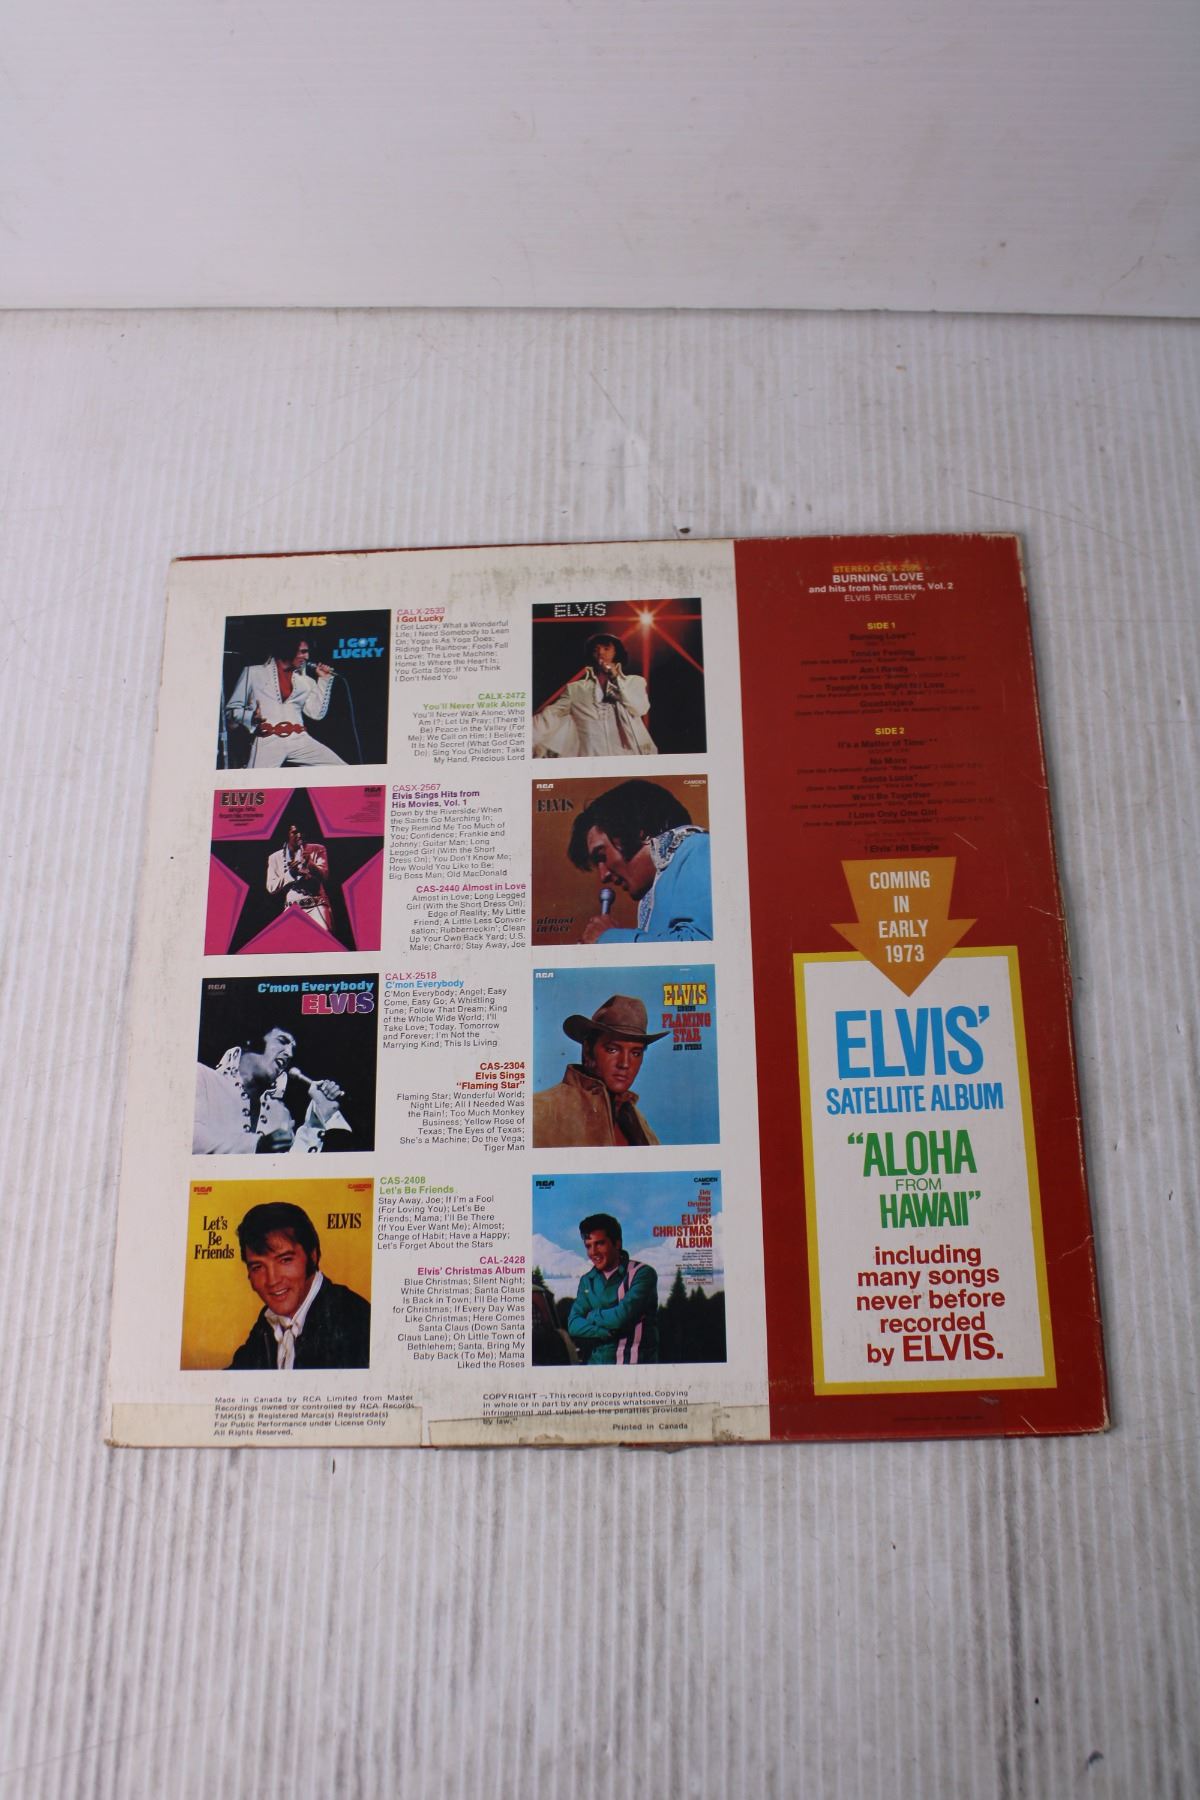 ELVIS
I GOT
LUCKY
CALX-2533
I Got Lucky
I Got Lucky; What a Wonderful
Life; I Need Somebody to Lean
On; Yoga Is As Yoga Does;
Riding the Rainbow; Fools Fall
in Love; The Love Machine;
Home Is Where the Heart Is;
You Gotta Stop; If You Think
I Don't Need You
ELVIS
CALX-2472
You'll Never Walk Alone
You'll Never Walk Alone; Who
Am I?; Let Us Pray; (There'll
Be) Peace in the Valley (For
Me); We Call on Him; I Believe;
It Is No Secret (What God Can
Do); Sing You Children; Take
My Hand, Precious Lord
RCA
ELVIS
sings hits
from his movies
CASX-2567
Elvis Sings Hits from
His Movies, Vol. 1
Down by the Riverside/When
the Saints Go Marching In;
They Remind Me Too Much of
You; Confidence; Frankie and
Johnny; Guitar Man; Long
Legged Girl (With the Short
Dress On); You Don't Know Me;
How Would You Like to Be;
Big Boss Man; Old MacDonald
RCA
CAMDEN
ELVIS
almost
in love
CAS-2440 Almost in Love
Almost in Love; Long Legged
Girl (With the Short Dress On);
Edge of Reality; My Little
Friend; A Little Less Conver-
sation; Rubberneckin'; Clean
Up Your Own Back Yard; U.S.
Male; Charro; Stay Away, Joe
RCA
C'mon Everybody
ELVIS
CALX-2518
C'mon Everybody
C'Mon Everybody; Angel; Easy
Come, Easy Go; A Whistling
Tune; Follow That Dream; King
of the Whole Wide World; I'll
Take Love; Today, Tomorrow
and Forever; I'm Not the
Marrying Kind; This Is Living
RCA
ELVIS
SINGS
FLAMING
STAR
AND OTHERS
CAS-2304
Elvis Sings
"Flaming Star"
Flaming Star; Wonderful World;
Night Life; All I Needed Was
the Rain!; Too Much Monkey
Business; Yellow Rose of
Texas; The Eyes of Texas;
She's a Machine; Do the Vega;
Tiger Man
RCA
CAMDEN
Let's
Be
Friends
ELVIS
CAS-2408
Let's Be Friends
Stay Away, Joe; If I'm a Fool
(For Loving You); Let's Be
Friends; Mama; I'll Be There
(If You Ever Want Me); Almost;
Change of Habit; Have a Happy;
Let's Forget About the Stars
RCA
CAMDEN
Elvis
Sings
Christmas
Songs
ELVIS'
CHRISTMAS
ALBUM
CAL-2428
Elvis' Christmas Album
Blue Christmas; Silent Night;
White Christmas; Santa Claus
Is Back in Town; I'll Be Home
for Christmas; If Every Day Was
Like Christmas; Here Comes
Santa Claus (Down Santa
Claus Lane); Oh Little Town of
Bethlehem; Santa, Bring My
Baby Back (To Me); Mama
Liked the Roses
Made in Canada by RCA Limited from Master
Recordings owned or controlled by RCA Records
TMK(S) ® Registered Marca(s) Registrada(s)
For Public Performance under License Only
All Rights Reserved.
COPYRIGHT – This record is copyrighted. Copying
in whole or in part by any process whatsoever is an
infringement and subject to the penalties provided
by law."
Printed in Canada
STEREO CASX-2595
BURNING LOVE
and hits from his movies, Vol. 2
ELVIS PRESLEY
SIDE 1
Burning Love**
Tender Feeling
Am I Ready
Tonight Is So Right for Love
Guadalajara
SIDE 2
It's a Matter of Time**
No More
Santa Lucia
We'll Be Together
I Love Only One Girl
Elvis' Hit Single
COMING
IN
EARLY
1973
ELVIS'
SATELLITE ALBUM
"ALOHA
FROM
HAWAII"
including
many songs
never before
recorded
by ELVIS.